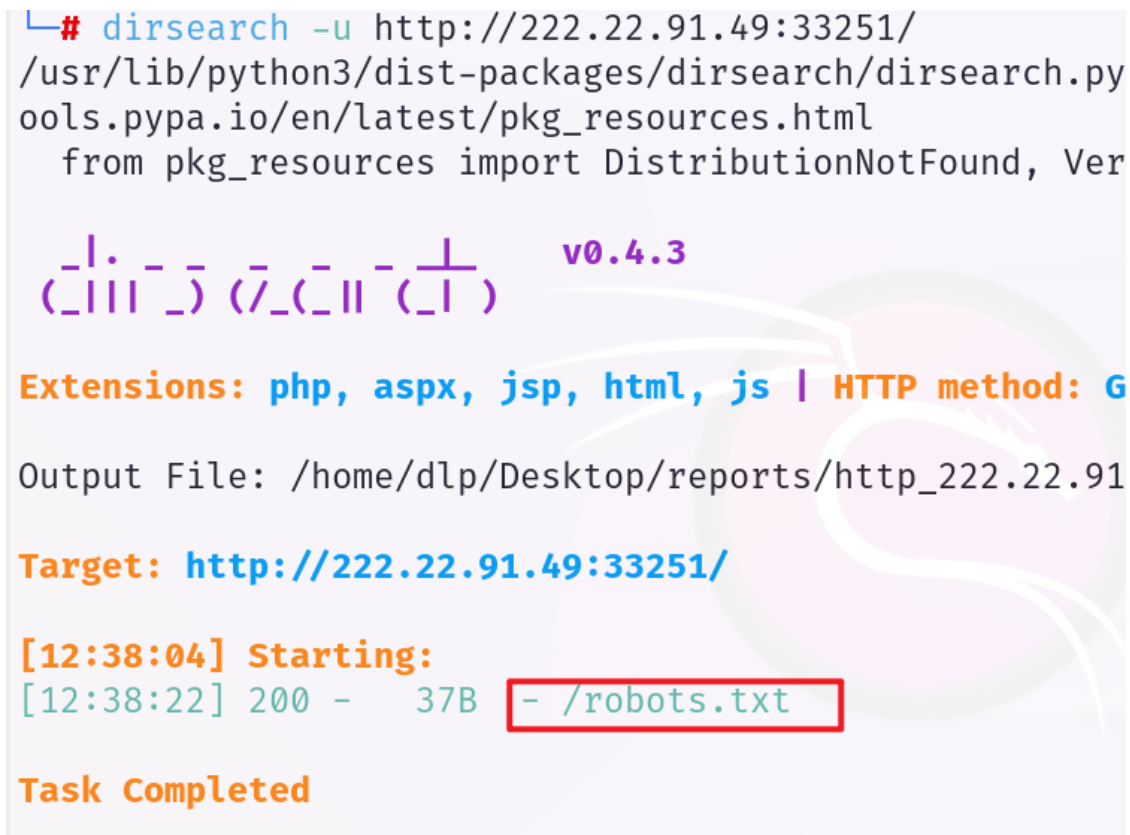 └─# dirsearch -u http://222.22.91.49:33251/
/usr/lib/python3/dist-packages/dirsearch/dirsearch.py
ools.pypa.io/en/latest/pkg_resources.html
  from pkg_resources import DistributionNotFound, Ver
  _|. _ _  _  _  _ _|_    v0.4.3
 (_||| _) (/_(_|| (_| )
Extensions: php, aspx, jsp, html, js | HTTP method: G
Output File: /home/dlp/Desktop/reports/http_222.22.91
Target: http://222.22.91.49:33251/
[12:38:04] Starting:
[12:38:22] 200 -   37B  - /robots.txt
Task Completed